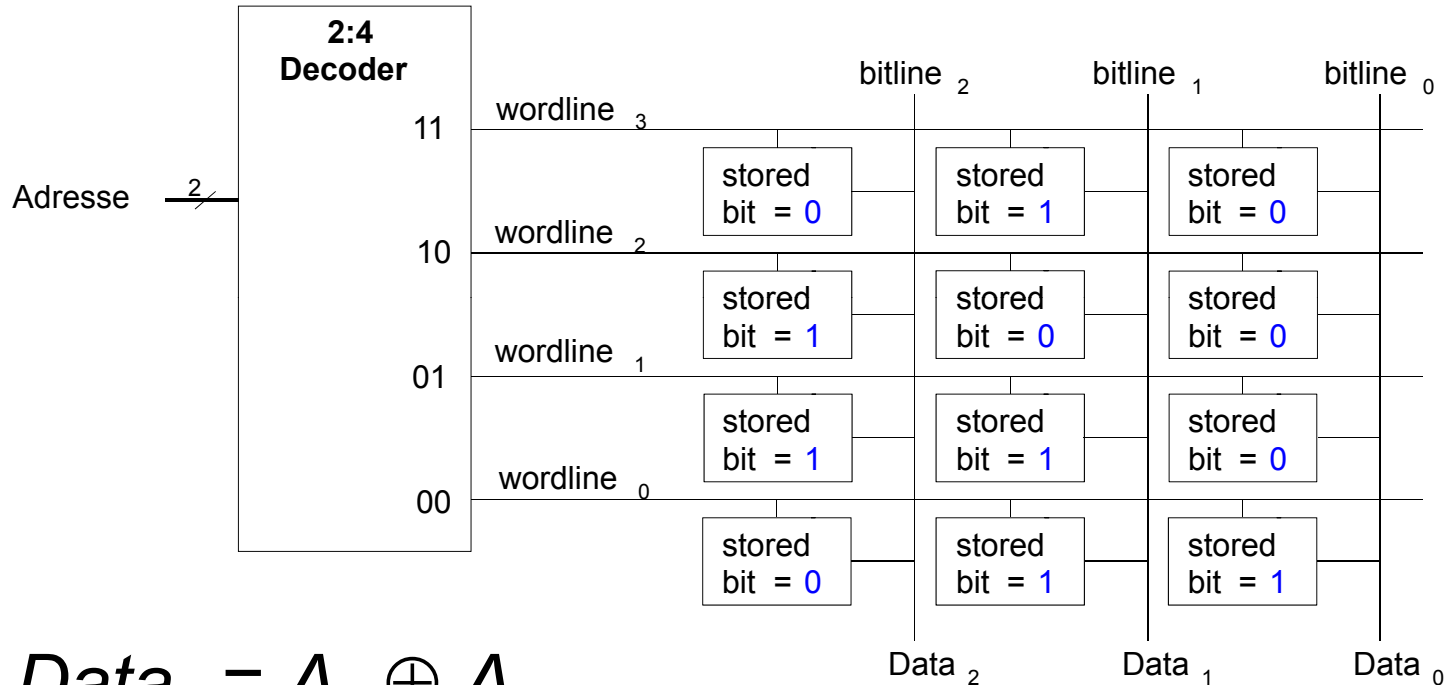 2:4
Decoder
bitline 2
bitline 1
bitline 0
11
wordline 3
Adresse
2
stored
bit = 0
stored
bit = 1
stored
bit = 0
10
wordline 2
stored
bit = 1
stored
bit = 0
stored
bit = 0
01
wordline 1
stored
bit = 1
stored
bit = 1
stored
bit = 0
00
wordline 0
stored
bit = 0
stored
bit = 1
stored
bit = 1
Data = A ⊕ A
Data 2
Data 1
Data 0